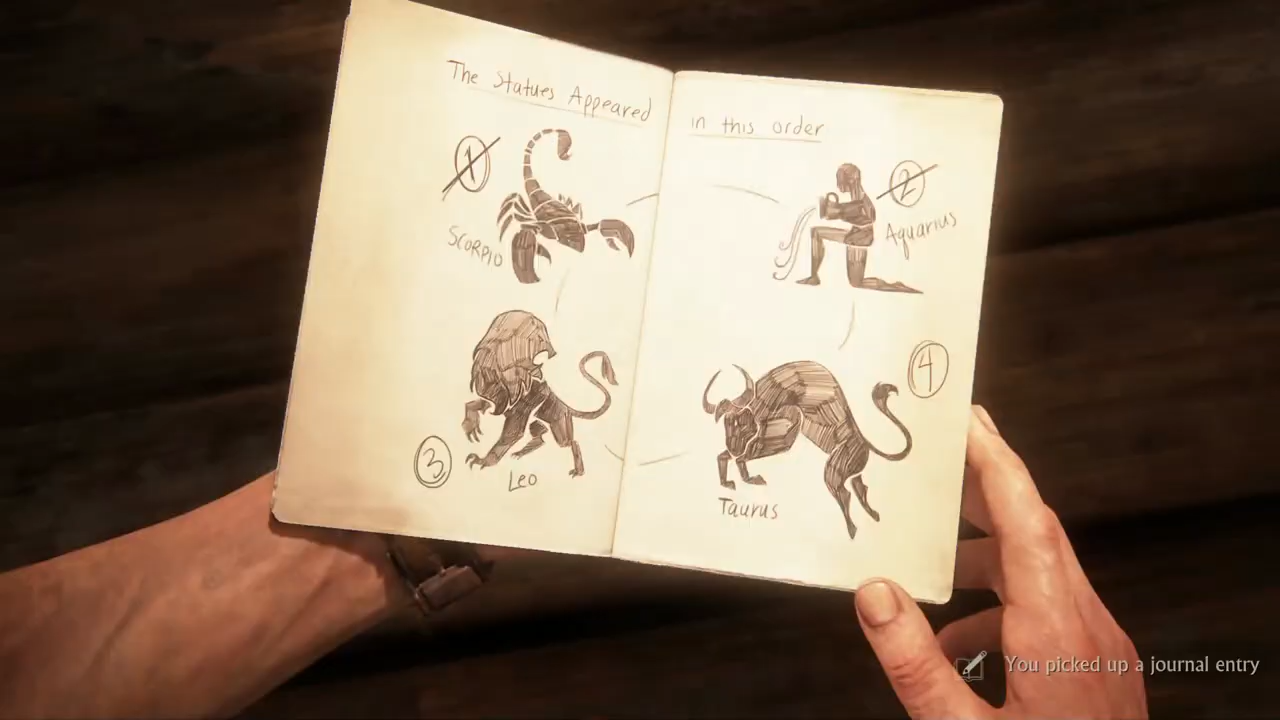 The Statues Appeared
in this order
1
SCORPIO
2
Aquarius
3
Leo
4
Taurus
You picked up a journal entry